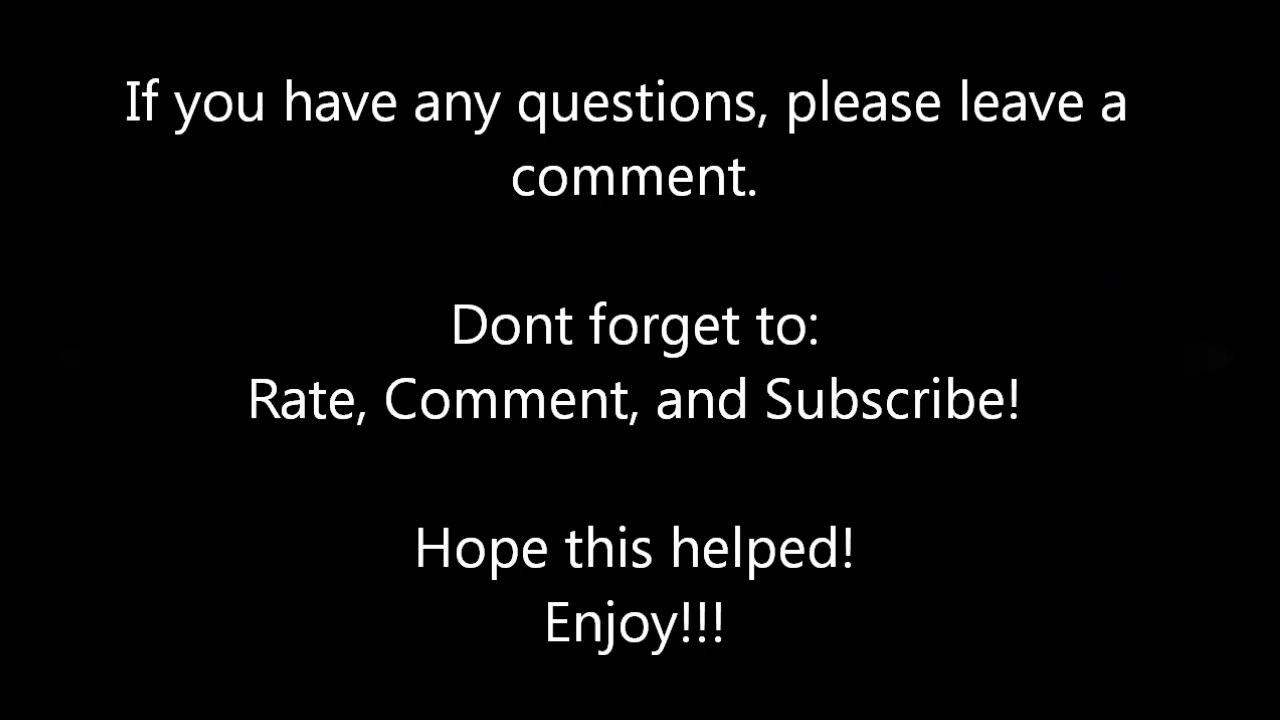 If you have any questions, please leave a
comment.
Dont forget to:
Rate, Comment, and Subscribe!
Hope this helped!
Enjoy!!!